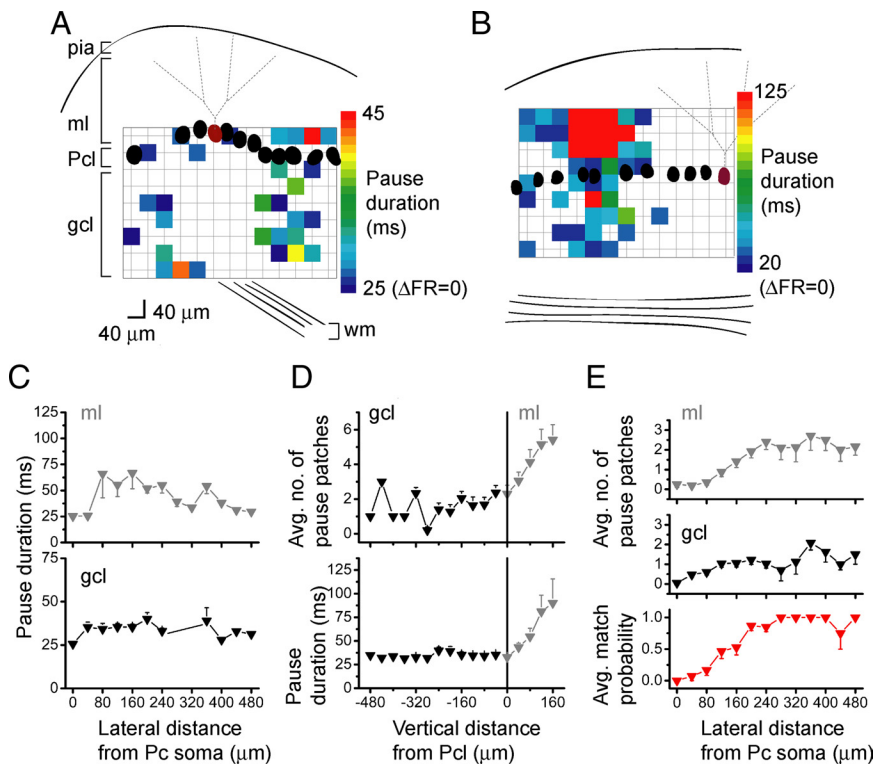 A
pia
ml
Pcl
gcl
45
Pause
duration
(ms)
25 (ΔFR=0)
40 μm
40 μm
wm
B
125
Pause
duration
(ms)
20
(ΔFR=0)
C
ml
125
100
75
50
25
0
gcl
75
50
25
0
Pause duration (ms)
0 80 160 240 320 400 480
Lateral distance
from Pc soma (μm)
D
gcl
ml
6
4
2
0
Avg. no. of
pause patches
125
100
75
50
25
0
Pause
duration (ms)
-480 -320 -160 0 160
Vertical distance
from Pcl (μm)
E
ml
3
2
1
0
Avg. no. of
pause patches
gcl
3
2
1
0
1.0
0.5
0.0
Avg. match
probability
0 80 160 240 320 400 480
Lateral distance
from Pc soma (μm)